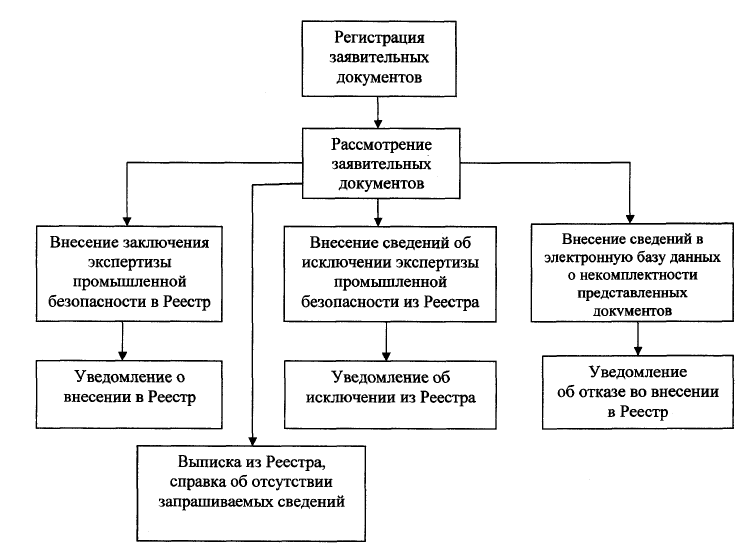 Регистрация
заявительных
документов
Рассмотрение
заявительных
документов
Внесение заключения
экспертизы
промышленной
безопасности в Реестр
Внесение сведений об
исключении экспертизы
промышленной
безопасности из Реестра
Внесение сведений в
электронную базу данных
о некомплектности
представленных
документов
Уведомление о
внесении в Реестр
Уведомление об
исключении из Реестра
Уведомление
об отказе во внесении
в Реестр
Выписка из Реестра,
справка об отсутствии
запрашиваемых сведений